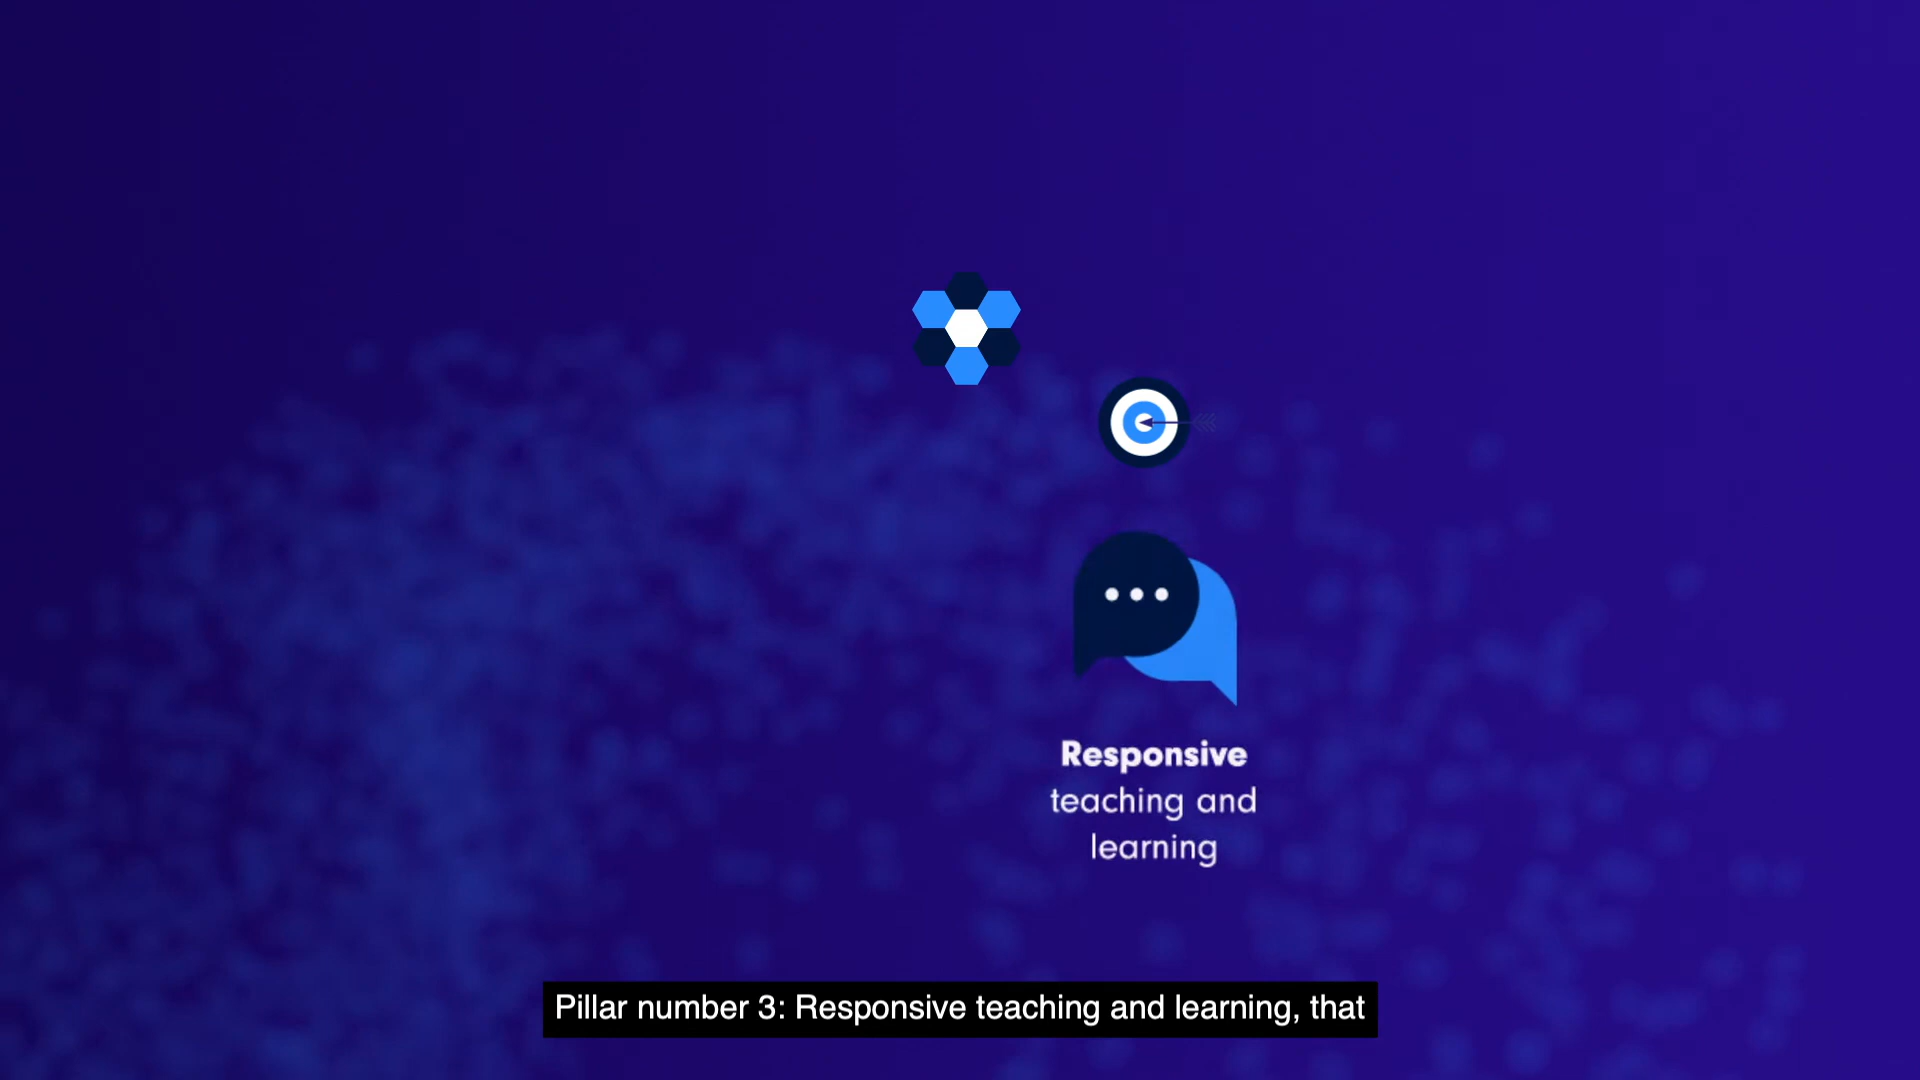 Responsive
teaching and
learning
Pillar number 3: Responsive teaching and learning, that